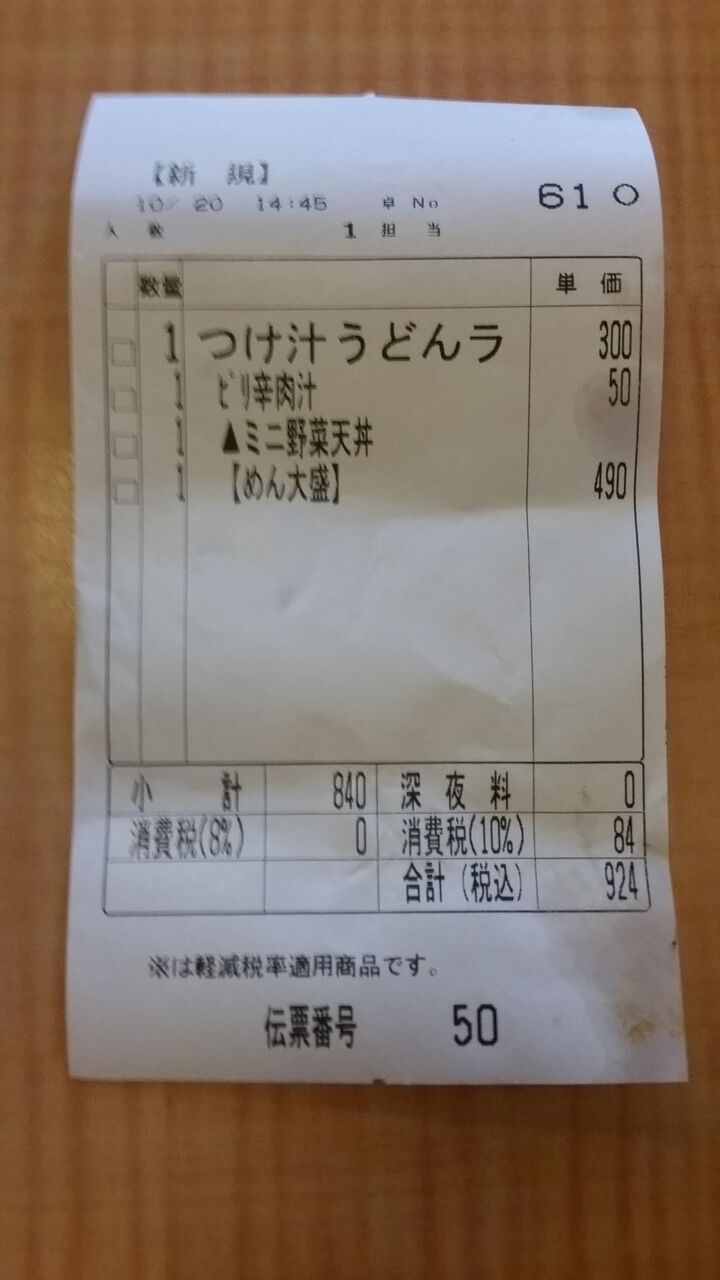 【新 規】
10/ 20 14:45 卓 No 610
人 数 1 担 当
数量 単 価
1 つけ汁うどんラ 300
1 ピリ辛肉汁 50
1 ▲ミニ野菜天丼
1 【めん大盛】 490
小 計 840 深 夜 料 0
消費税(8%) 0 消費税(10%) 84
合計 (税込) 924
※は軽減税率適用商品です。
伝票番号 50